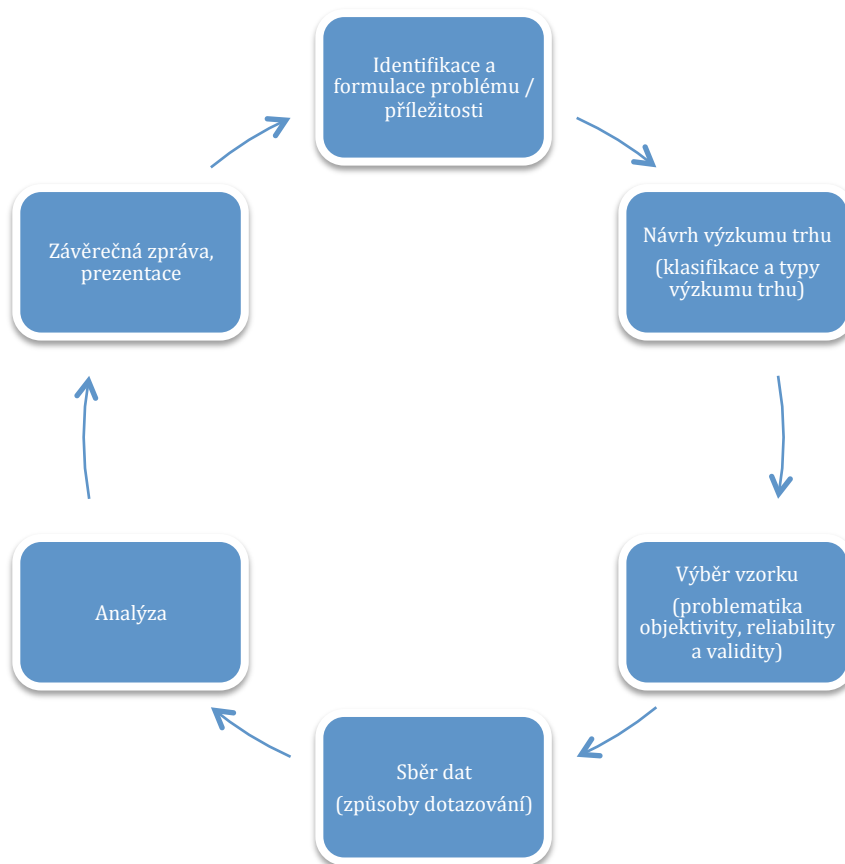 Identifikace a
formulace problému /
příležitosti
Návrh výzkumu trhu
(klasifikace a typy
výzkumu trhu)
Výběr vzorku
(problematika
objektivity, reliability
a validity)
Sběr dat
(způsoby dotazování)
Analýza
Závěrečná zpráva,
prezentace